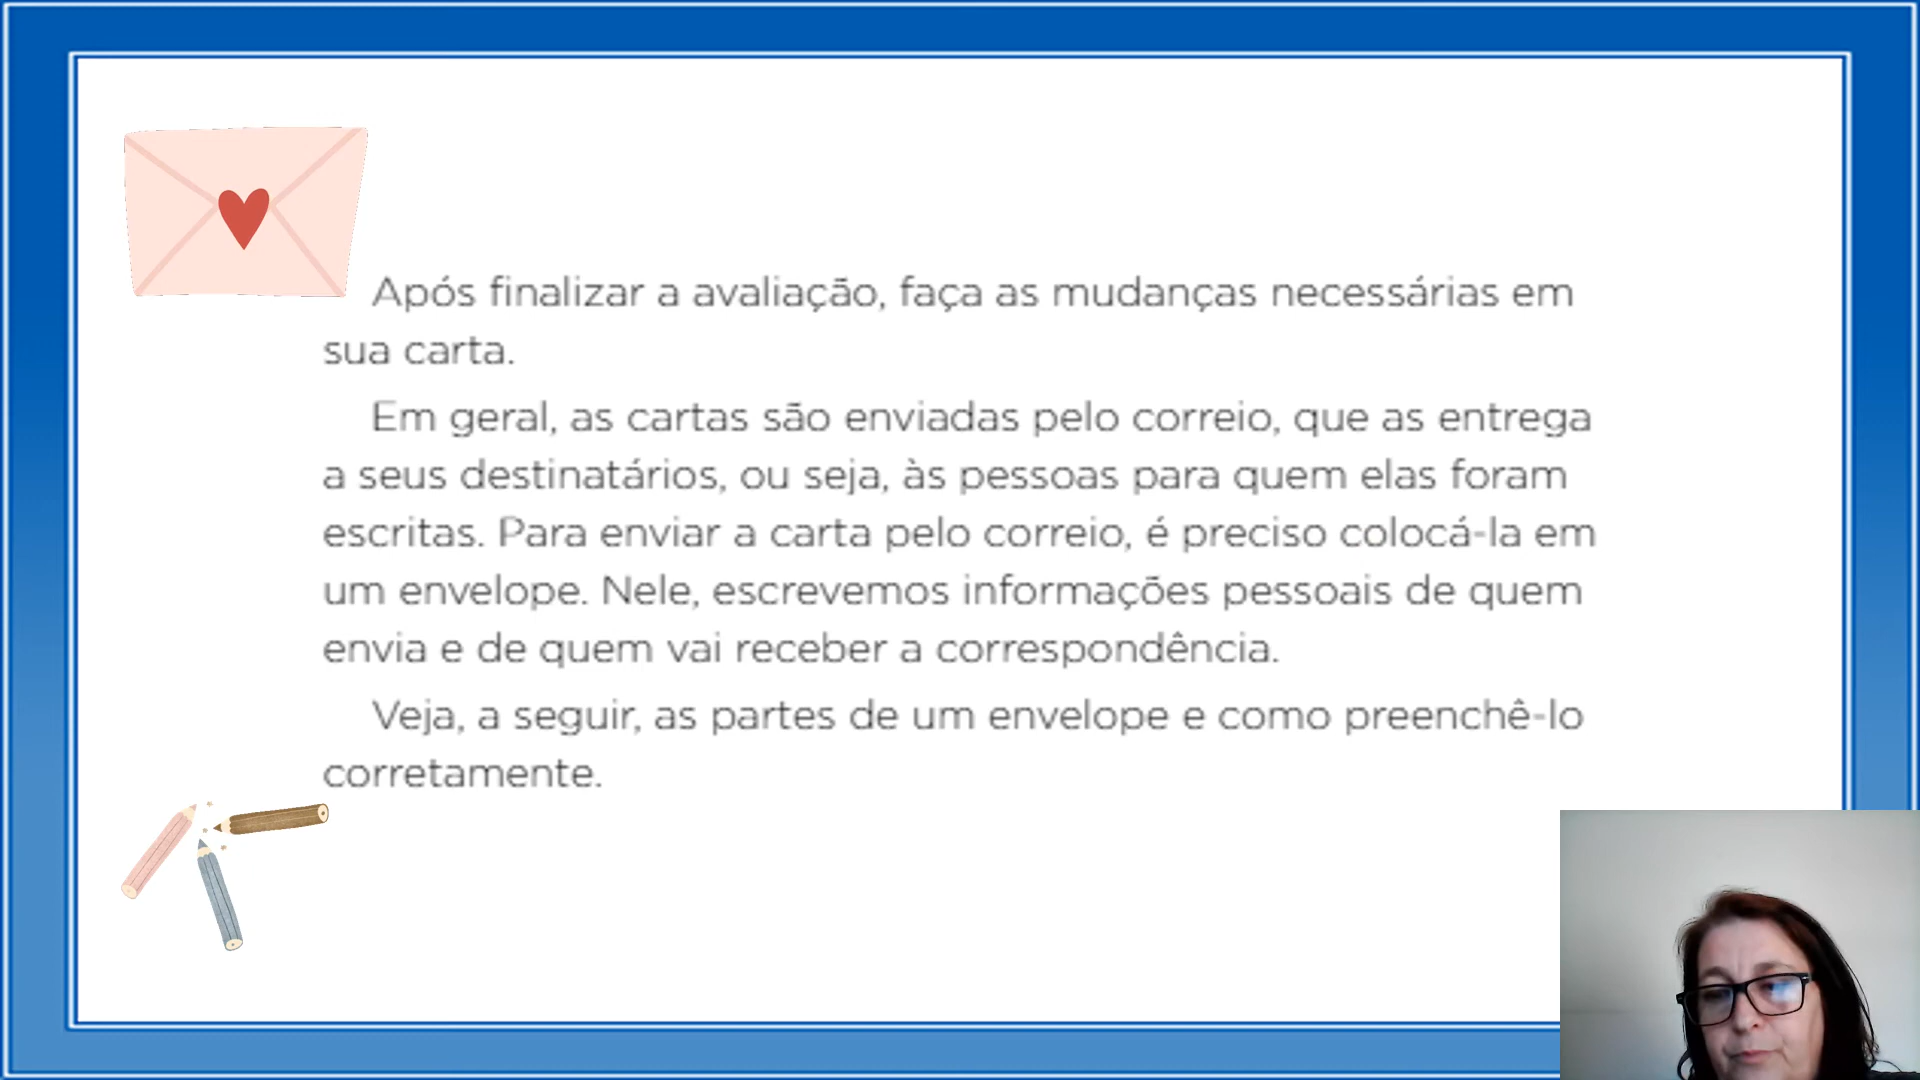 Após finalizar a avaliação, faça as mudanças necessárias em
sua carta.
Em geral, as cartas são enviadas pelo correio, que as entrega
a seus destinatários, ou seja, às pessoas para quem elas foram
escritas. Para enviar a carta pelo correio, é preciso colocá-la em
um envelope. Nele, escrevemos informações pessoais de quem
envia e de quem vai receber a correspondência.
Veja, a seguir, as partes de um envelope e como preenchê-lo
corretamente.